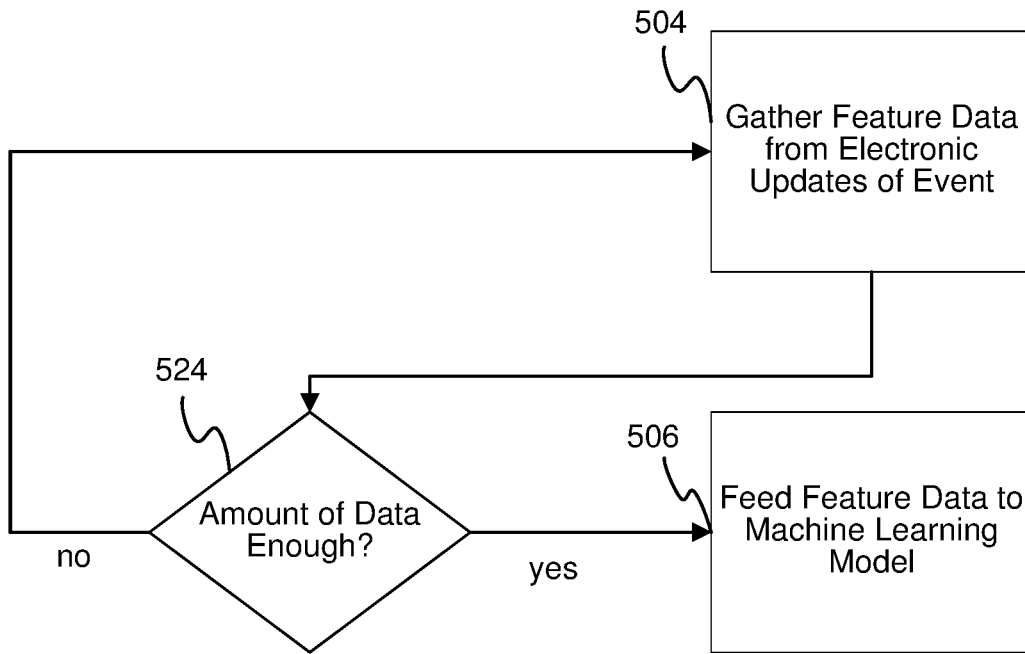 504
Gather Feature Data
from Electronic
Updates of Event
524
Amount of Data
Enough?
no
yes
506
Feed Feature Data to
Machine Learning
Model